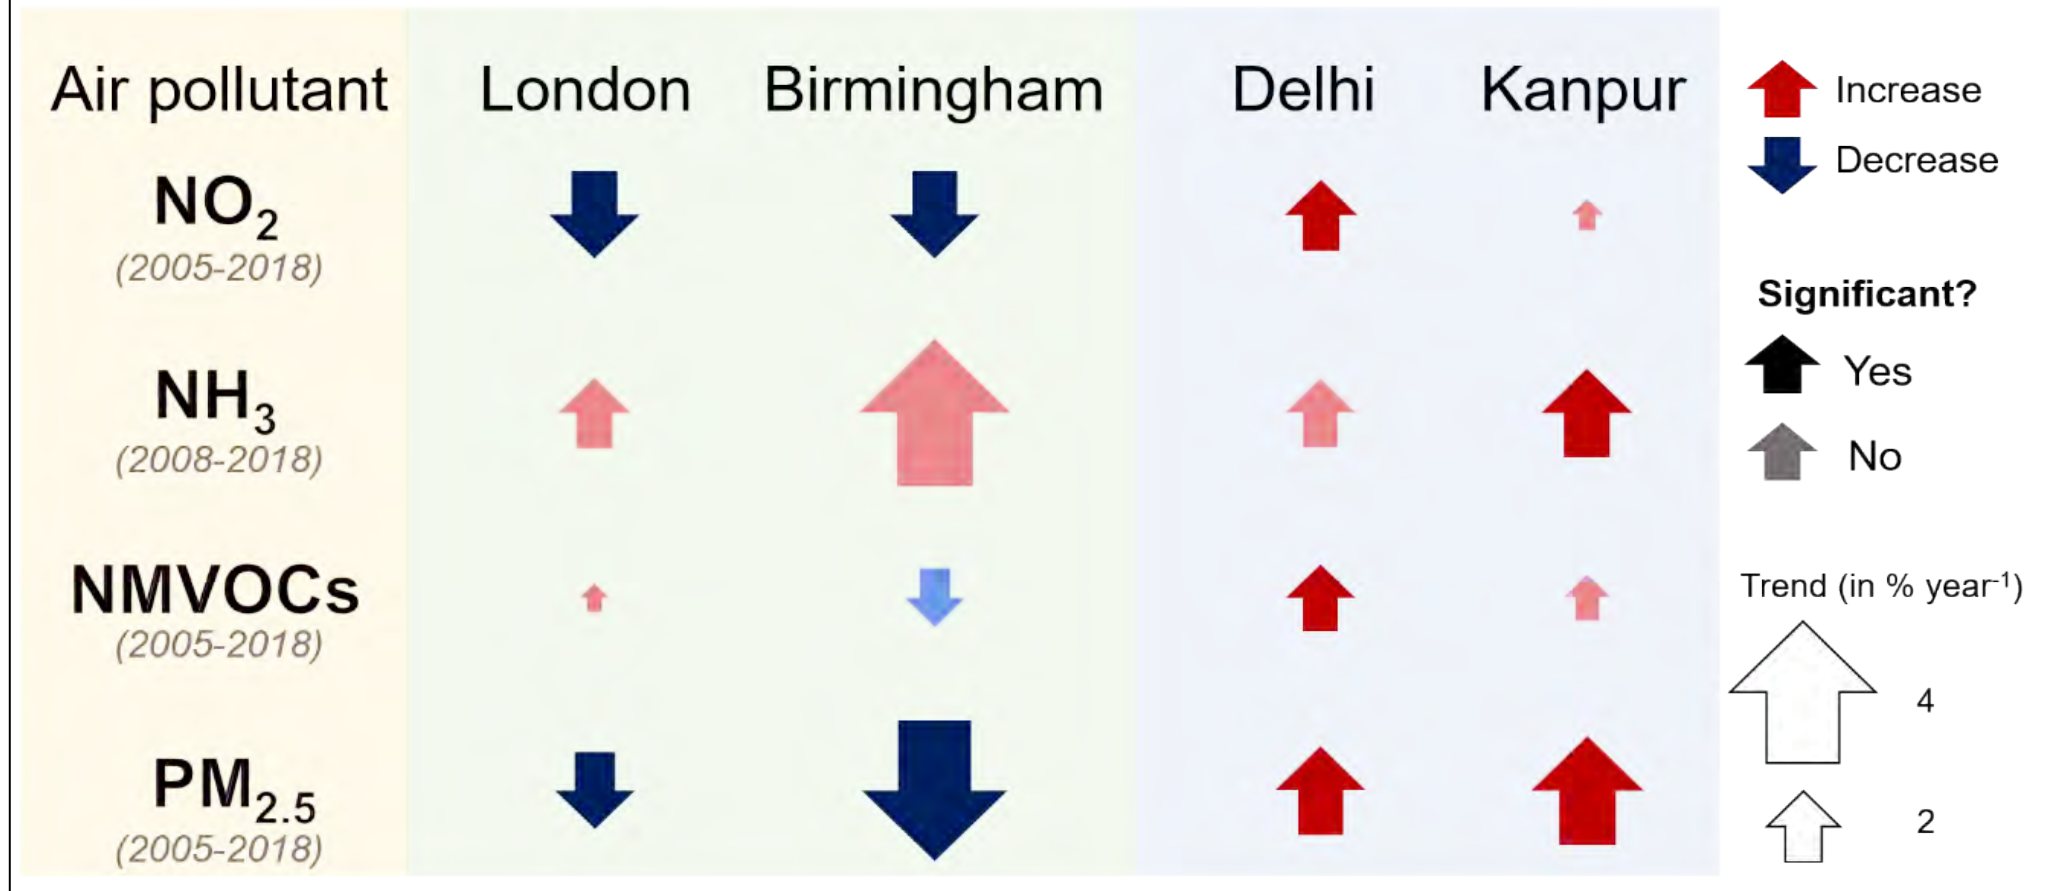 Air pollutant London Birmingham Delhi Kanpur
NO2
(2005-2018)
NH3
(2008-2018)
NMVOCs
(2005-2018)
PM2.5
(2005-2018)
Increase
Decrease
Significant?
Yes
No
Trend (in % year-1)
4
2